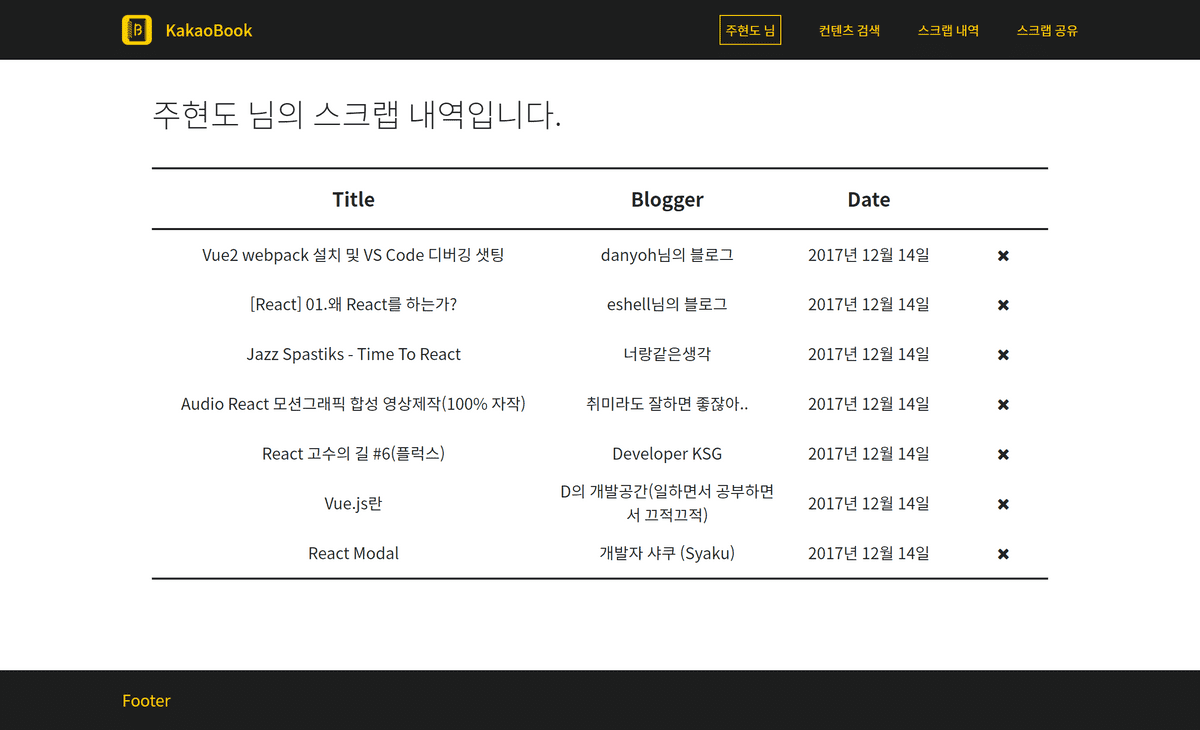 KakaoBook
주현도 님 컨텐츠 검색 스크랩 내역 스크랩 공유
주현도 님의 스크랩 내역입니다.
Title Blogger Date
Vue2 webpack 설치 및 VS Code 디버깅 샛팅 danyoh님의 블로그 2017년 12월 14일 ✖
[React] 01.왜 React를 하는가? eshell님의 블로그 2017년 12월 14일 ✖
Jazz Spastiks - Time To React 너랑같은생각 2017년 12월 14일 ✖
Audio React 모션그래픽 합성 영상제작(100% 자작) 취미라도 잘하면 좋잖아.. 2017년 12월 14일 ✖
React 고수의 길 #6(플럭스) Developer KSG 2017년 12월 14일 ✖
Vue.js란 D의 개발공간(일하면서 공부하면
서 끄적끄적) 2017년 12월 14일 ✖
React Modal 개발자 샤쿠 (Syaku) 2017년 12월 14일 ✖
Footer